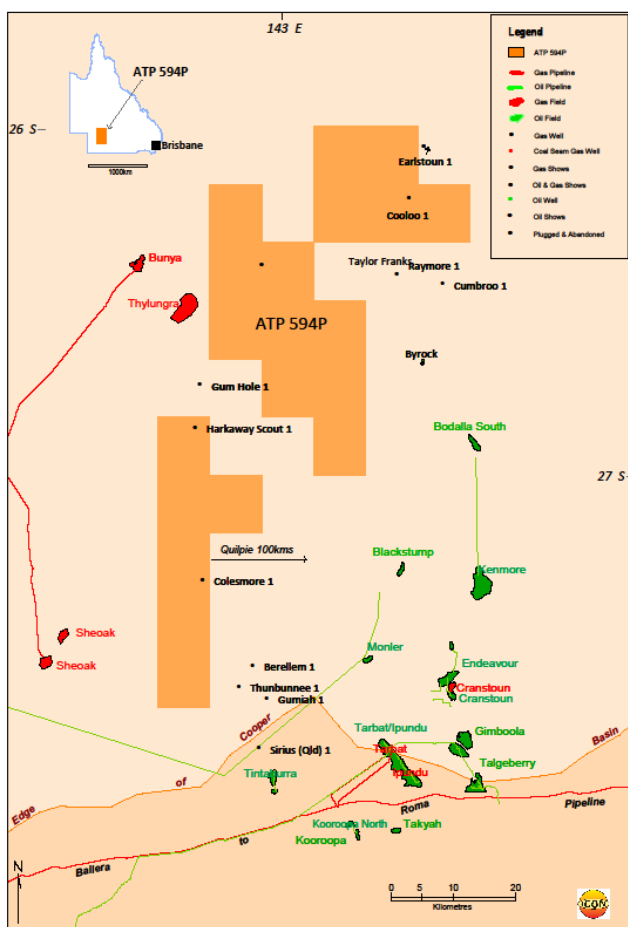 143 E
Legend
ATP 594P
Gas Pipeline
Oil Pipeline
Gas Field
Oil Field
Gas Well
Coal Seam Gas Well
Gas Shows
Oil & Gas Shows
Oil Well
Oil Shows
Plugged & Abandoned
ATP 594P
Brisbane
1000km
26 S
Earlstoun 1
Cooloo 1
Bunya
Taylor Franks
Raymore 1
Cumbroo 1
Thylungra
ATP 594P
Byrock
Gum Hole 1
Harkaway Scout 1
Bodalla South
27 S
Quilpie 100kms
Blackstump
Kenmore
Colesmore 1
Sheoak
Sheoak
Monler
Berellem 1
Endeavour
Thunbunnee 1
Cranstoun
Gumiah 1
Cranstoun
Edge of Cooper Basin
Tarbat/Ipundu
Gimboola
Sirius (Qld) 1
Tarbat
Tintaburra
Ipundu
Talgeberry
Ballera to Roma Pipeline
Kooroopa North
Takyah
Kooroopa
N
0 10 20
Kilometres
icon